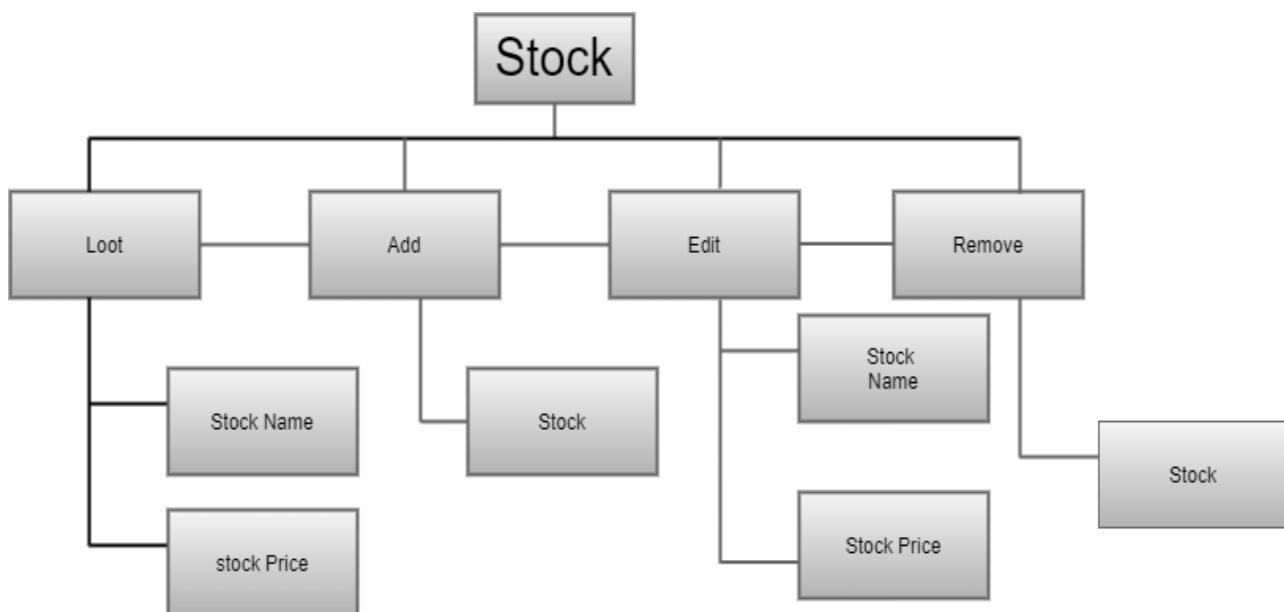 Stock
Loot
Add
Edit
Remove
Stock Name
stock Price
Stock
Stock
Name
Stock Price
Stock